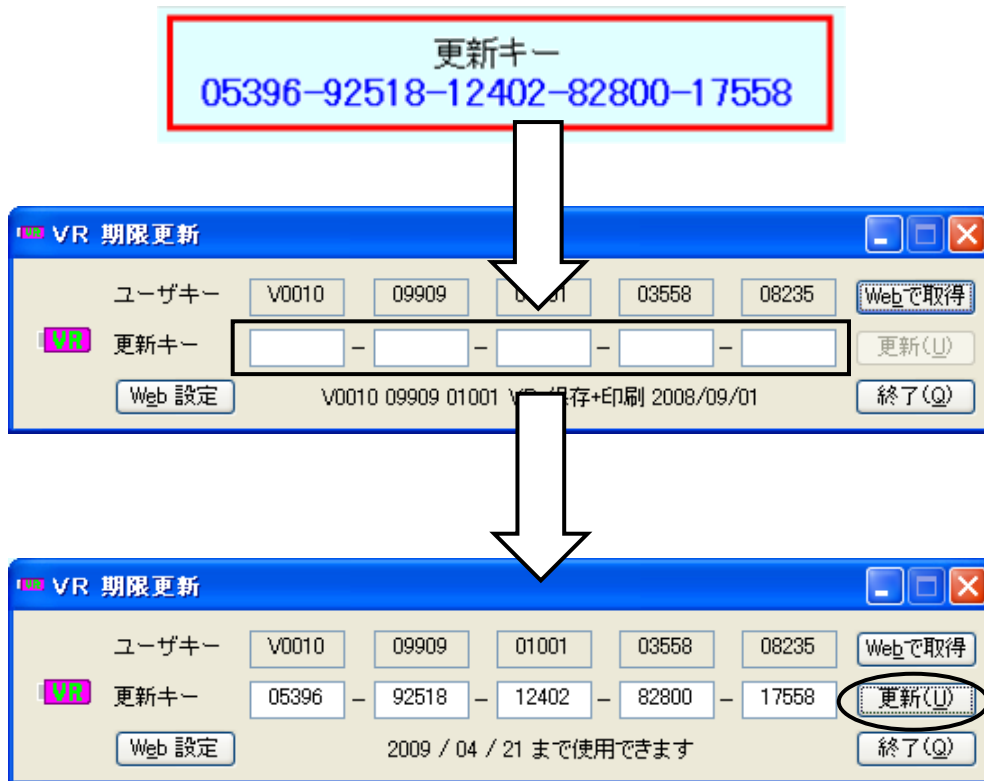 更新キー
05396-92518-12402-82800-17558
VR VR 期限更新
ユーザキー V0010 09909 03558 08235 Webで取得
VR 更新キー - - - - 更新(U)
Web 設定 V0010 09909 01001 保存+印刷 2008/09/01 終了(Q)
VR VR 期限更新
ユーザキー V0010 09909 01001 03558 08235 Webで取得
VR 更新キー 05396 - 92518 - 12402 - 82800 - 17558 更新(U)
Web 設定 2009 / 04 / 21 まで使用できます 終了(Q)